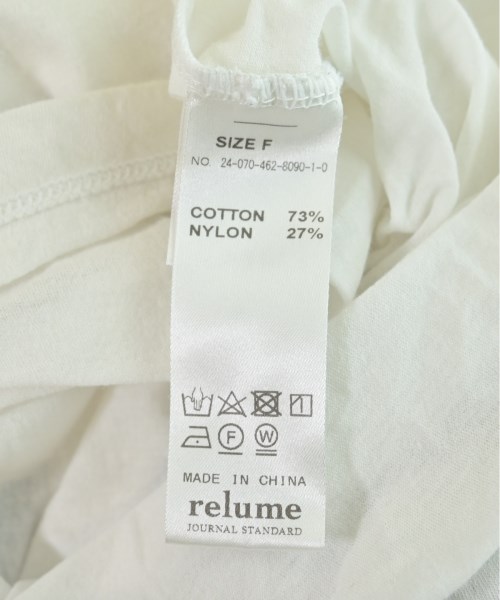 SIZE F
NO 24-070-462-8090-1-0
COTTON 73%
NYLON 27%
F W
MADE IN CHINA
relume
JOURNAL STANDARD